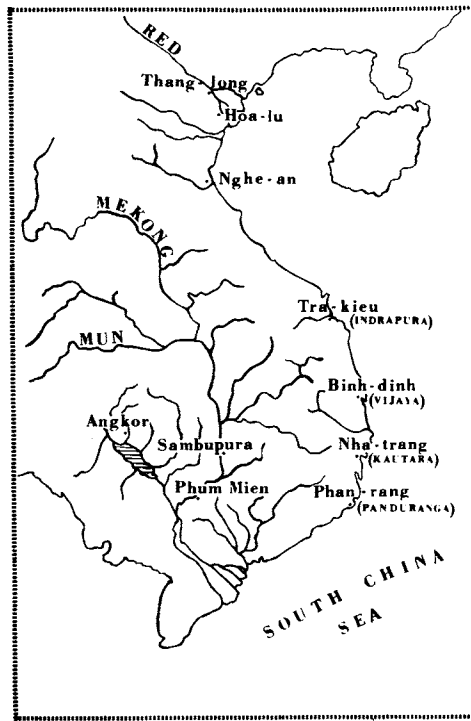 RED
Thang-long
Hoa-lu
Nghe-an
MEKONG
Tra-kieu
(INDRAPURA)
MUN
Binh-dinh
(VIJAYA)
Angkor
Sambupura
Nha-trang
(KAUTARA)
Phum Mien
Phan-rang
(PANDURANGA)
SOUTH CHINA
SEA